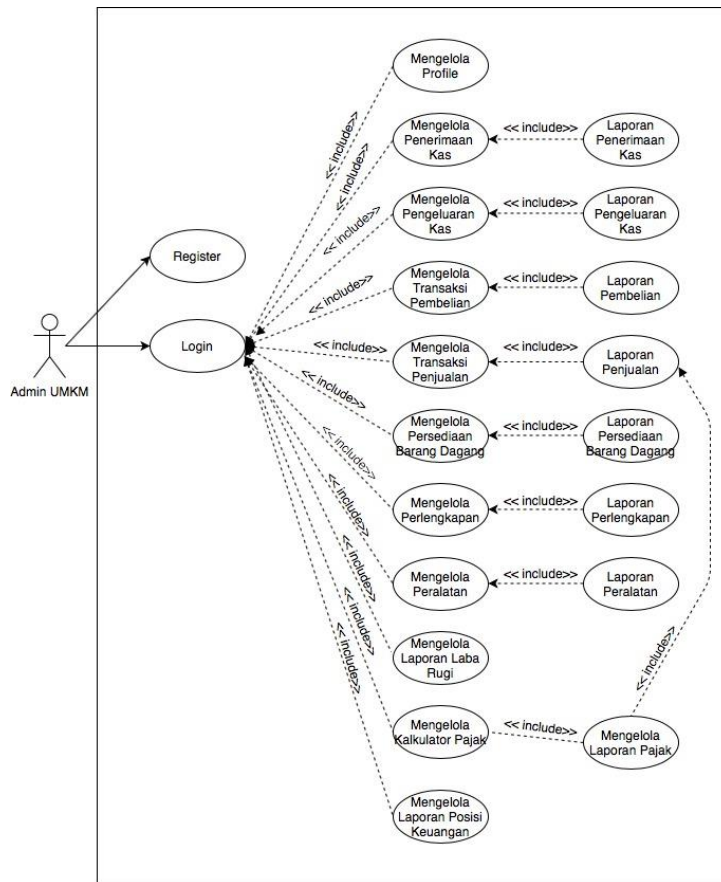 Mengelola
Profile
<< include>>
Mengelola
Penerimaan
Kas
<< include>>
<< include>>
Laporan
Penerimaan
Kas
Mengelola
Pengeluaran
Kas
<< include>>
<< include>>
Laporan
Pengeluaran
Kas
Register
Mengelola
Transaksi
Pembelian
<< include>>
<< include>>
Laporan
Pembelian
Login
Admin UMKM
Mengelola
Transaksi
Penjualan
<< include>>
<< include>>
Laporan
Penjualan
Mengelola
Persediaan
Barang Dagang
<< include>>
<< include>>
Laporan
Persediaan
Barang Dagang
Mengelola
Perlengkapan
<< include>>
<< include>>
Laporan
Perlengkapan
Mengelola
Peralatan
<< include>>
<< include>>
Laporan
Peralatan
Mengelola
Laporan Laba
Rugi
<< include>>
Mengelola
Kalkulator Pajak
<< include>>
<< include>>
Mengelola
Laporan Pajak
<< include>>
Mengelola
Laporan Posisi
Keuangan
<< include>>